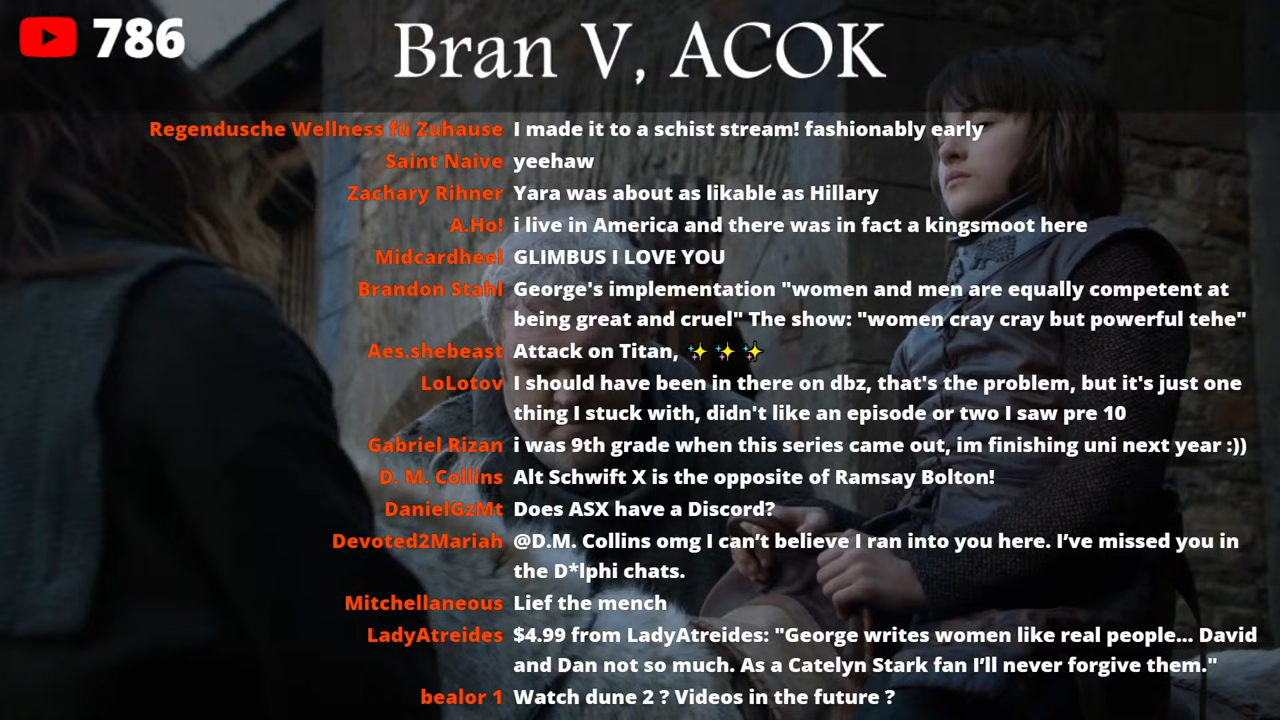 786
Bran V, ACOK
Regendusche Wellness fü Zuhause I made it to a schist stream! fashionably early
Saint Naive yeehaw
Zachary Rihner Yara was about as likable as Hillary
A.Ho! i live in America and there was in fact a kingsmoot here
Midcardheel GLIMBUS I LOVE YOU
Brandon Stahl George's implementation "women and men are equally competent at
being great and cruel" The show: "women cray cray but powerful tehe"
Aes.shebeast Attack on Titan, ✨ ✨ ✨
LoLotov I should have been in there on dbz, that's the problem, but it's just one
thing I stuck with, didn't like an episode or two I saw pre 10
Gabriel Rizan i was 9th grade when this series came out, im finishing uni next year :))
D. M. Collins Alt Schwift X is the opposite of Ramsay Bolton!
DanielGzMt Does ASX have a Discord?
Devoted2Mariah @D.M. Collins omg I can’t believe I ran into you here. I’ve missed you in
the D*lphi chats.
Mitchellaneous Lief the mench
LadyAtreides $4.99 from LadyAtreides: "George writes women like real people... David
and Dan not so much. As a Catelyn Stark fan I’ll never forgive them."
bealor 1 Watch dune 2 ? Videos in the future ?